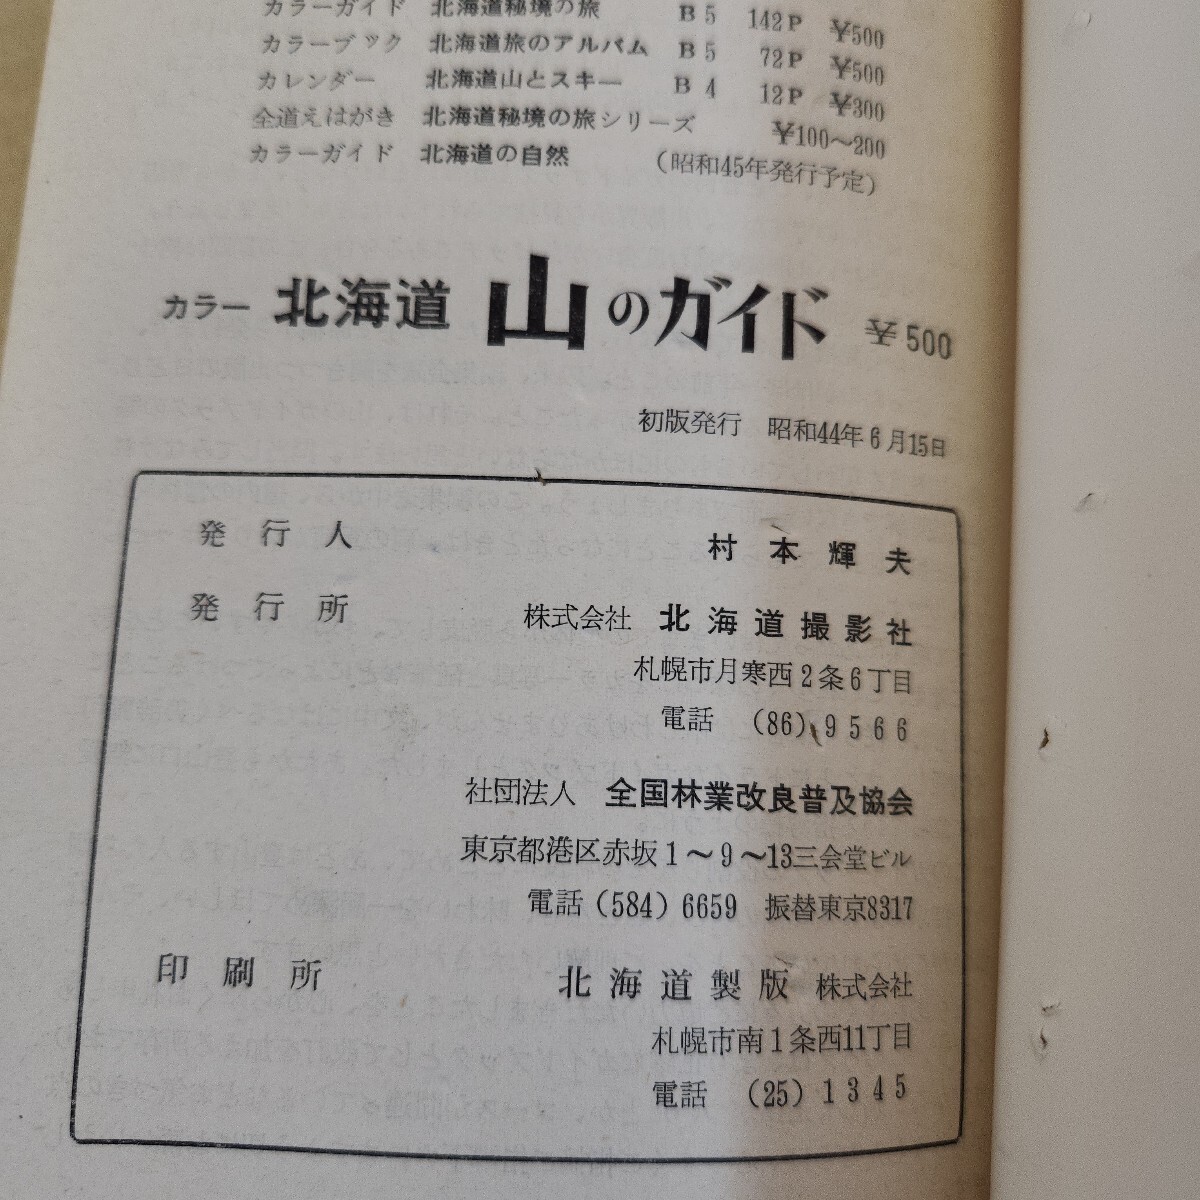 カラーガイド 北海道秘境の旅 B5 142P ¥500
カラーブック 北海道旅のアルバム B5 72P ¥500
カレンダー 北海道山とスキー B4 12P ¥300
全道えはがき 北海道秘境の旅シリーズ ¥100〜200
カラーガイド 北海道の自然 (昭和45年発行予定)
カラー 北海道 山のガイド ¥500
初版発行 昭和44年6月15日
発行人 村本輝夫
発行所 株式会社 北海道撮影社
札幌市月寒西2条6丁目
電話 (86) 9566
社団法人 全国林業改良普及協会
東京都港区赤坂1〜9〜13三会堂ビル
電話 (584) 6659 振替東京8317
印刷所 北海道製版 株式会社
札幌市南1条西11丁目
電話 (25) 1345